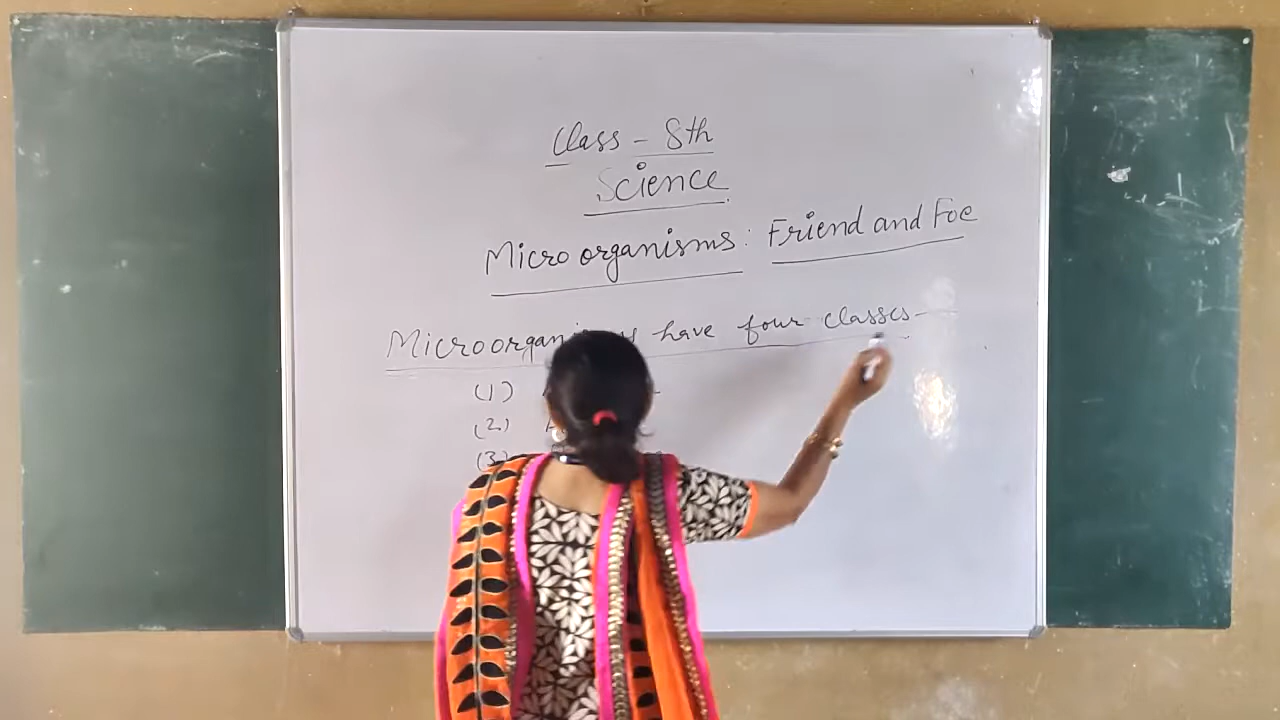 Class - 8th
Science
Micro organisms: Friend and Foe
have four classes-
(1)
(2)
(3)